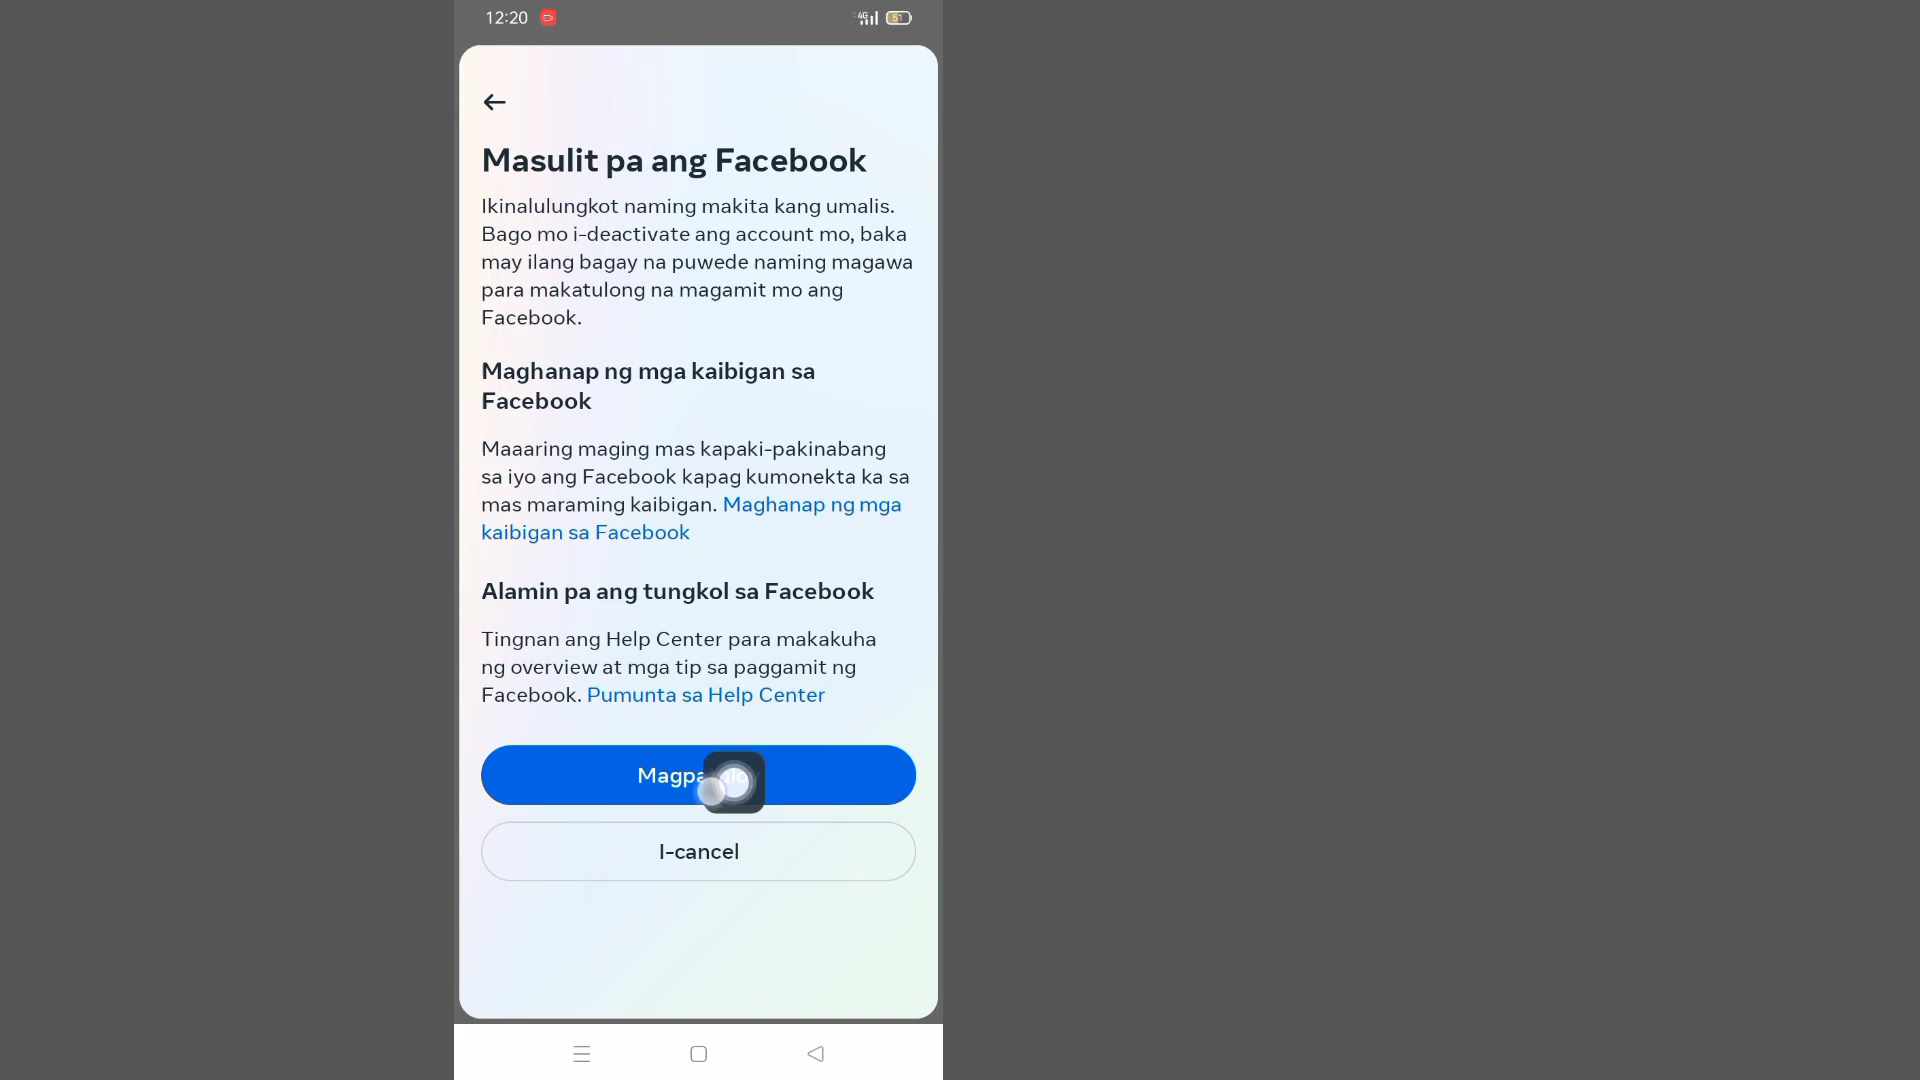 12:20
4G
51
Masulit pa ang Facebook
Ikinalulungkot naming makita kang umalis.
Bago mo i-deactivate ang account mo, baka
may ilang bagay na puwede naming magawa
para makatulong na magamit mo ang
Facebook.
Maghanap ng mga kaibigan sa
Facebook
Maaaring maging mas kapaki-pakinabang
sa iyo ang Facebook kapag kumonekta ka sa
mas maraming kaibigan. Maghanap ng mga
kaibigan sa Facebook
Alamin pa ang tungkol sa Facebook
Tingnan ang Help Center para makakuha
ng overview at mga tip sa paggamit ng
Facebook. Pumunta sa Help Center
I-cancel